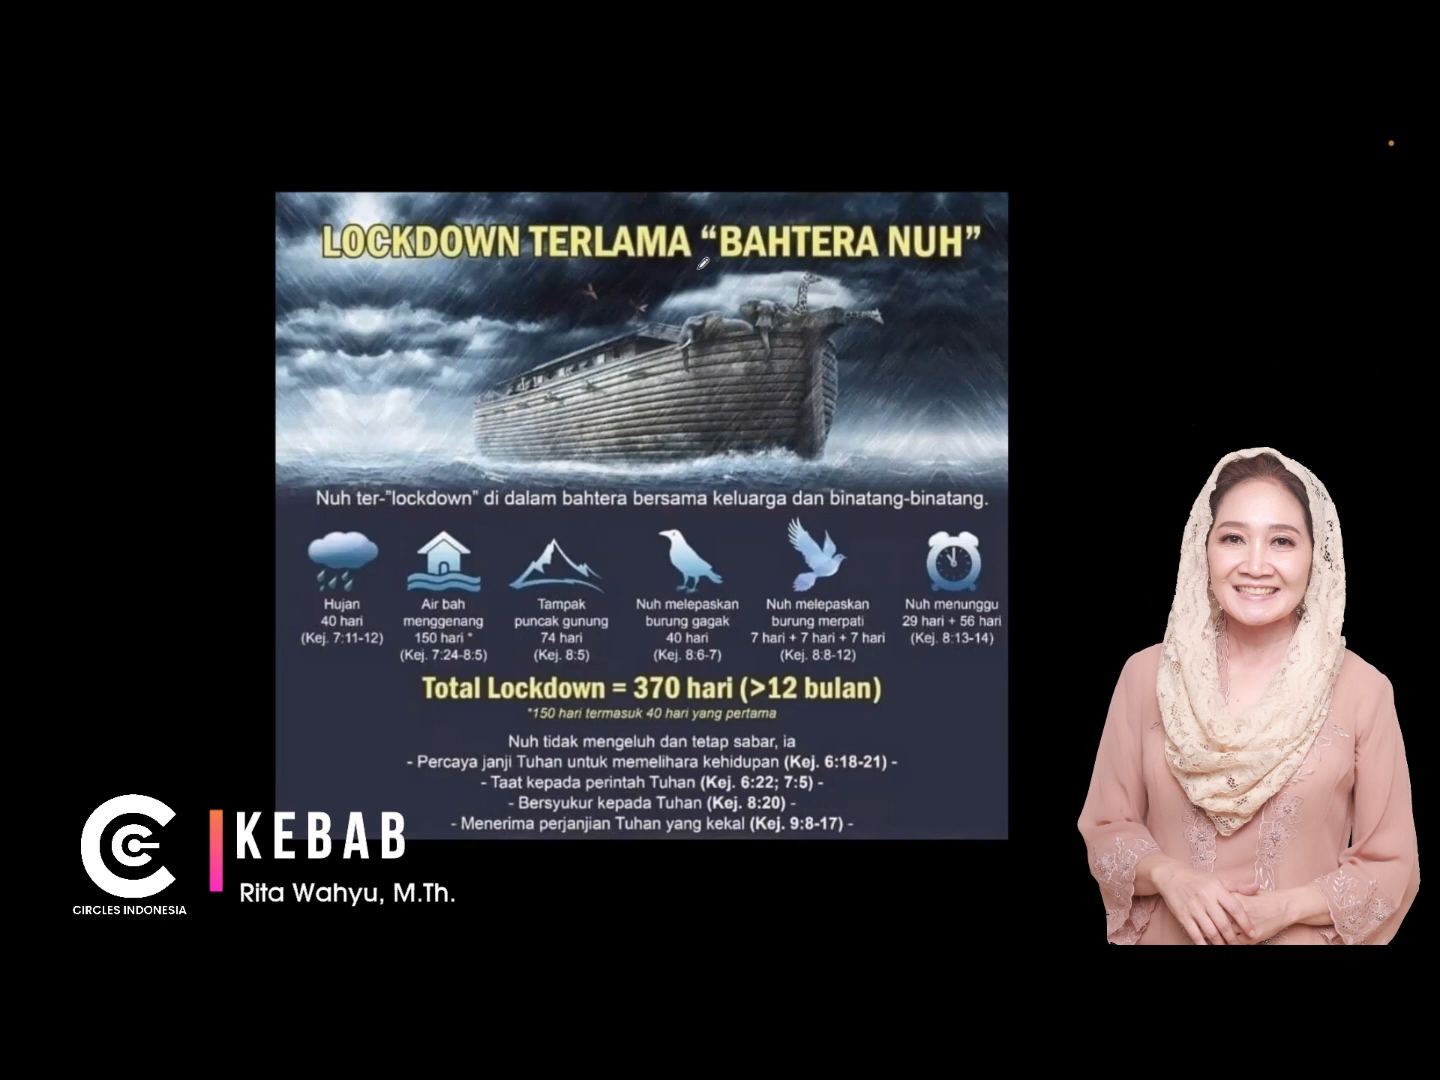 LOCKDOWN TERLAMA “BAHTERA NUH”
Nuh ter-"lockdown" di dalam bahtera bersama keluarga dan binatang-binatang.
Hujan
40 hari
(Kej. 7:11-12)
Air bah
menggenang
150 hari *
(Kej. 7:24-8:5)
Tampak
puncak gunung
74 hari
(Kej. 8:5)
Nuh melepaskan
burung gagak
40 hari
(Kej. 8:6-7)
Nuh melepaskan
burung merpati
7 hari + 7 hari + 7 hari
(Kej. 8:8-12)
Nuh menunggu
29 hari + 56 hari
(Kej. 8:13-14)
Total Lockdown = 370 hari (>12 bulan)
*150 hari termasuk 40 hari yang pertama
Nuh tidak mengeluh dan tetap sabar, ia
- Percaya janji Tuhan untuk memelihara kehidupan (Kej. 6:18-21) -
- Taat kepada perintah Tuhan (Kej. 6:22; 7:5) -
- Bersyukur kepada Tuhan (Kej. 8:20) -
- Menerima perjanjian Tuhan yang kekal (Kej. 9:8-17) -
KEBAB
Rita Wahyu, M.Th.
CIRCLES INDONESIA